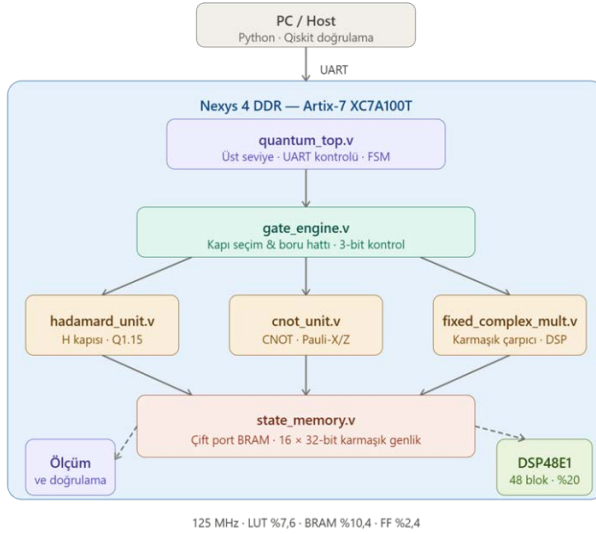 PC / Host
Python · Qiskit doğrulama
UART
Nexys 4 DDR — Artix-7 XC7A100T
quantum_top.v
Üst seviye · UART kontrolü · FSM
gate_engine.v
Kapı seçim & boru hattı · 3-bit kontrol
hadamard_unit.v
H kapısı · Q1.15
cnot_unit.v
CNOT · Pauli-X/Z
fixed_complex_mult.v
Karmaşık çarpıcı · DSP
state_memory.v
Çift port BRAM · 16 × 32-bit karmaşık genlik
Ölçüm
ve doğrulama
DSP48E1
48 blok · %20
125 MHz · LUT %7,6 · BRAM %10,4 · FF %2,4